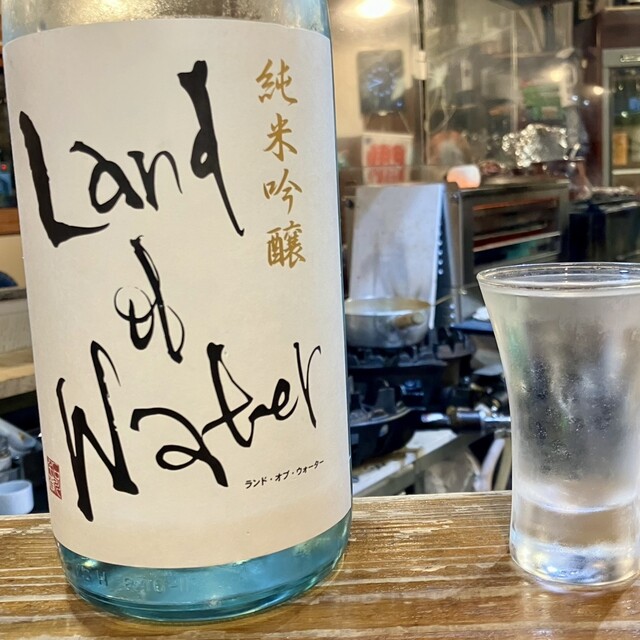 純米吟醸
Land
of
Water
ランド・オブ・ウォーター